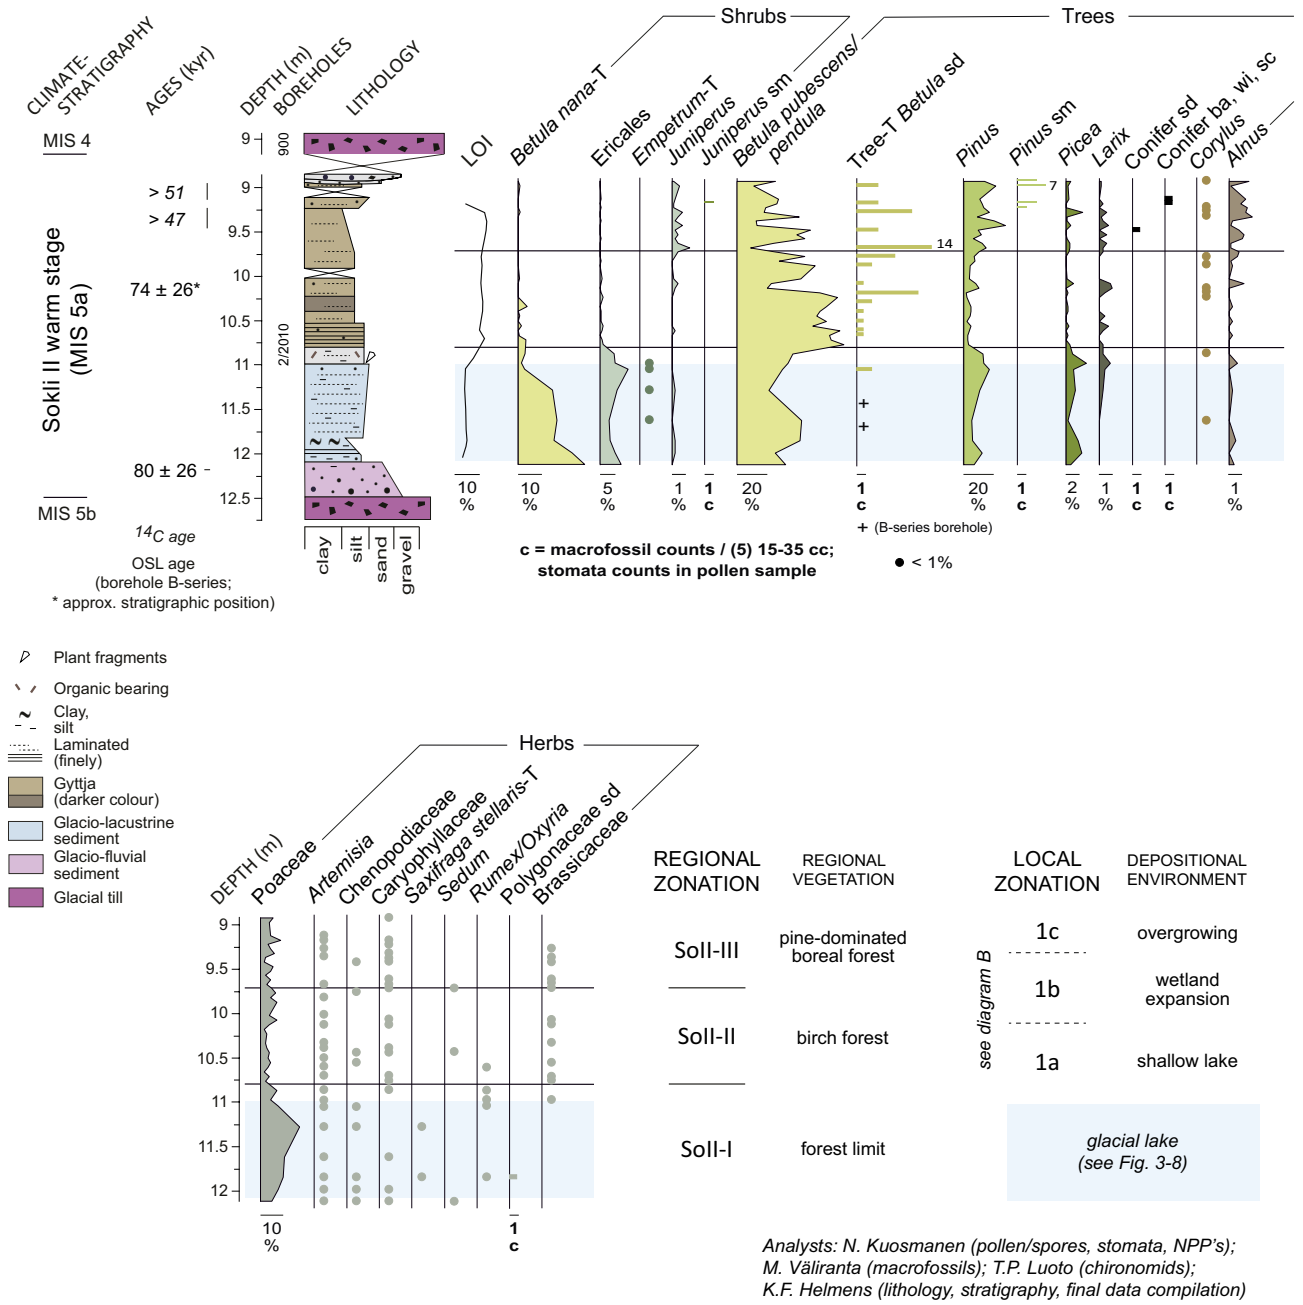 Shrubs
Trees
CLIMATE-
STRATIGRAPHY
AGES (kyr)
DEPTH (m)
BOREHOLES
LITHOLOGY
LOI
Betula nana-T
Ericales
Empetrum-T
Juniperus
Juniperus sm
Betula pubescens/
pendula
Tree-T Betula sd
Pinus
Pinus sm
Picea
Larix
Conifer sd
Conifer ba, wi, sc
Corylus
Alnus
MIS 4
9
900
> 51
9
7
> 47
9.5
14
Sokli II warm stage
(MIS 5a)
74 ± 26*
10
10.5
2/2010
11
11.5
12
80 ± 26
12.5
MIS 5b
10
%
10
%
5
%
1
%
1
c
20
%
1
c
20
%
1
c
2
%
1
%
1
c
1
c
1
%
+ (B-series borehole)
14C age
clay
silt
sand
gravel
c = macrofossil counts / (5) 15-35 cc;
stomata counts in pollen sample
● < 1%
OSL age
(borehole B-series;
* approx. stratigraphic position)
Plant fragments
Organic bearing
Clay,
silt
Laminated
(finely)
Gyttja
(darker colour)
Glacio-lacustrine
sediment
Glacio-fluvial
sediment
Glacial till
Herbs
DEPTH (m)
Poaceae
Artemisia
Chenopodiaceae
Caryophyllaceae
Saxifraga stellaris-T
Sedum
Rumex/Oxyria
Polygonaceae sd
Brassicaceae
9
9.5
10
10.5
11
11.5
12
10
%
1
c
REGIONAL
ZONATION
REGIONAL
VEGETATION
LOCAL
ZONATION
DEPOSITIONAL
ENVIRONMENT
SoII-III
pine-dominated
boreal forest
1c
overgrowing
see diagram B
1b
wetland
expansion
SoII-II
birch forest
1a
shallow lake
SoII-I
forest limit
glacial lake
(see Fig. 3-8)
Analysts: N. Kuosmanen (pollen/spores, stomata, NPP's);
M. Väliranta (macrofossils); T.P. Luoto (chironomids);
K.F. Helmens (lithology, stratigraphy, final data compilation)